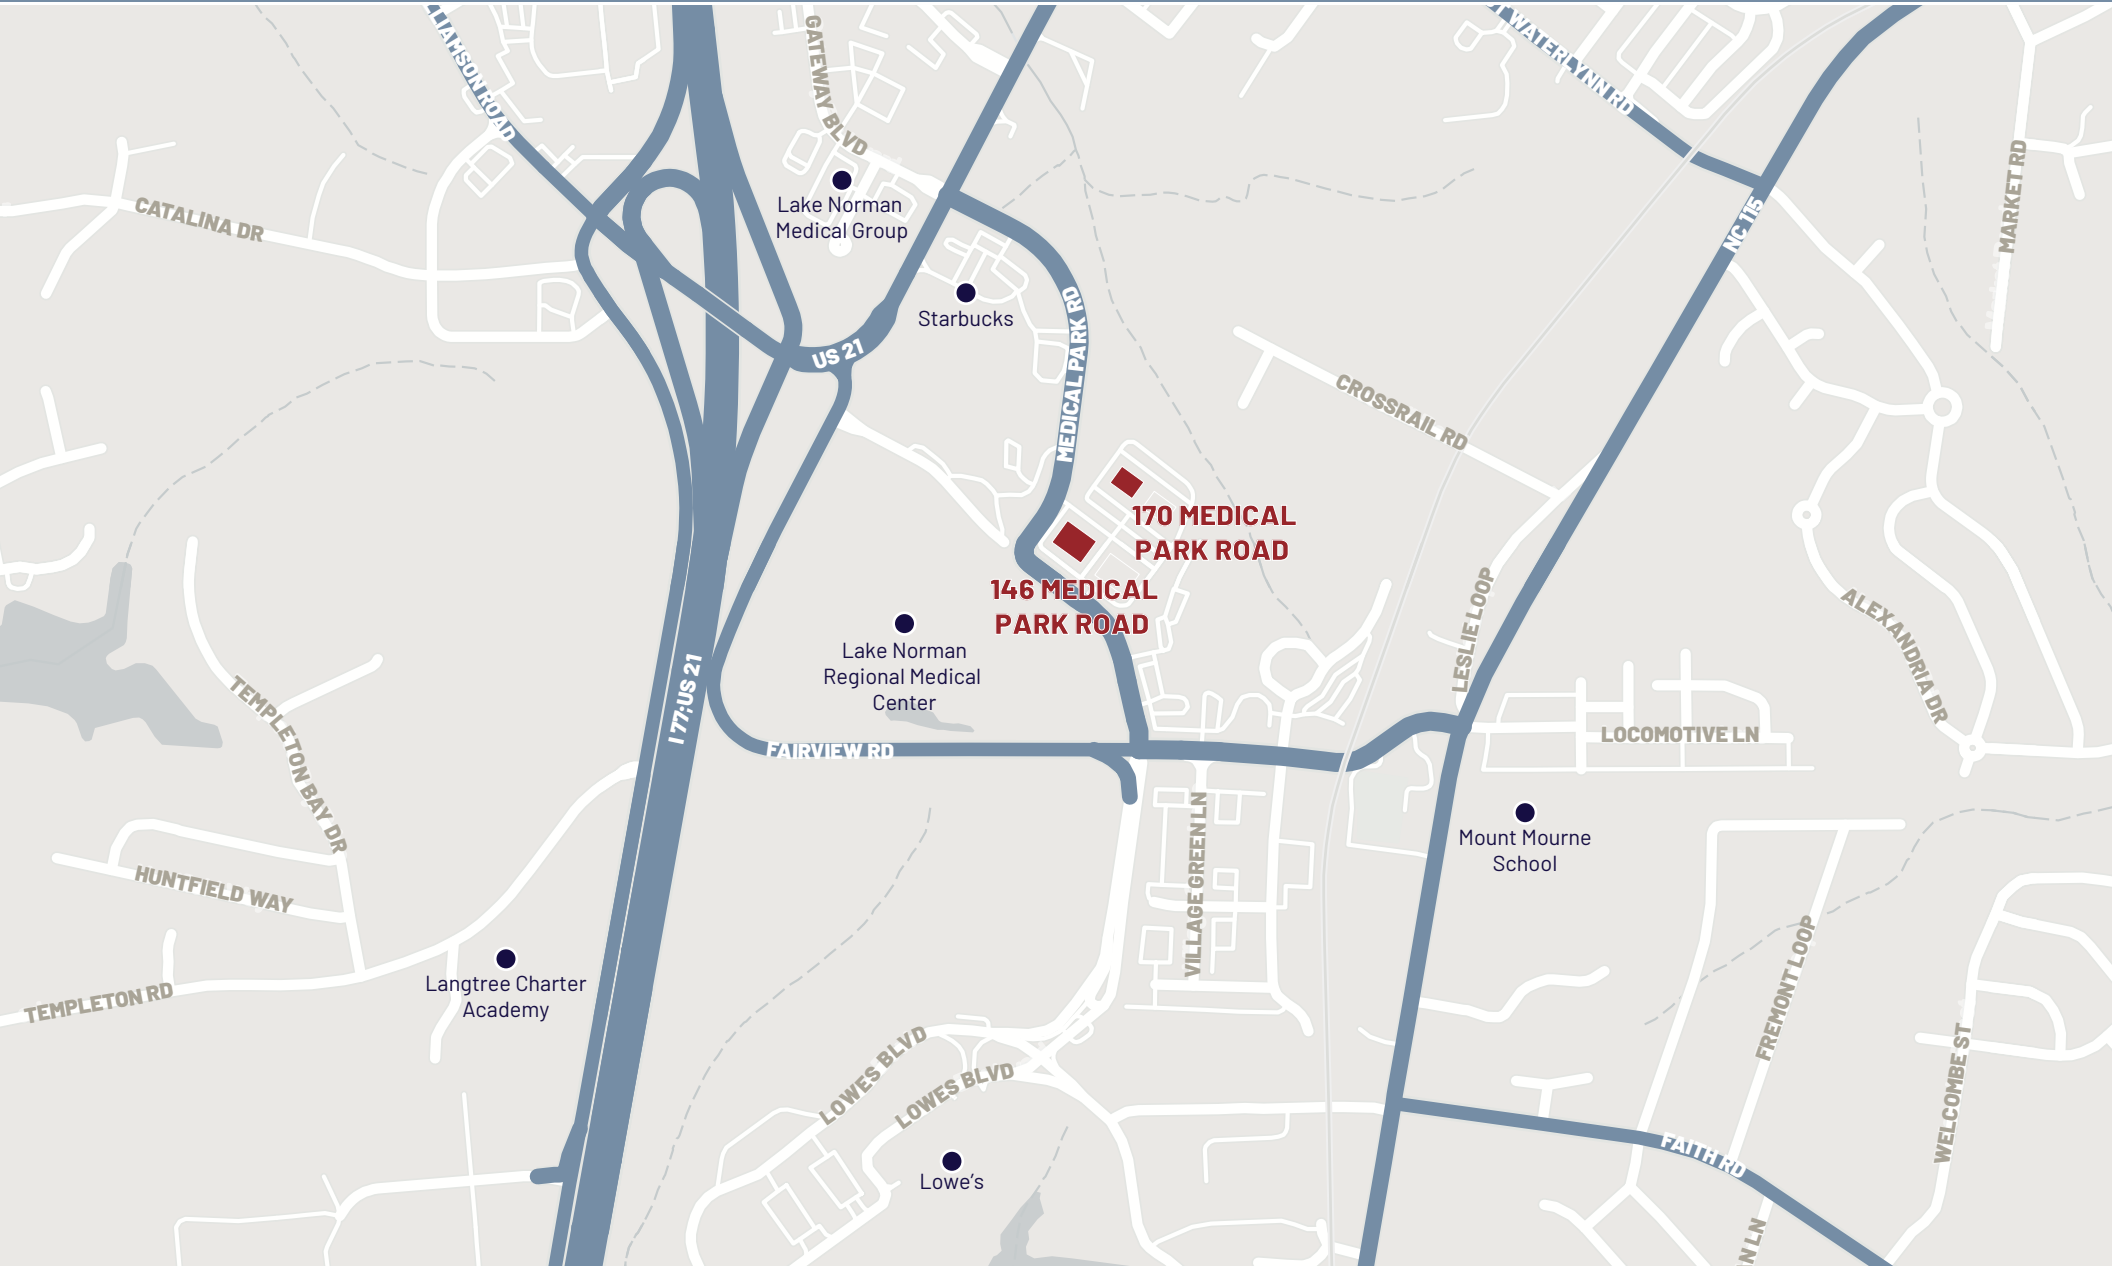 LIAMSON ROAD
GATEWAY BLVD
T WATERLYNN RD
MARKET RD
CATALINA DR
Lake Norman
Medical Group
NC 115
Starbucks
MEDICAL PARK RD
US 21
CROSSRAIL RD
170 MEDICAL
PARK ROAD
146 MEDICAL
PARK ROAD
LESLIE LOOP
ALEXANDRIA DR
Lake Norman
Regional Medical
Center
I 77;US 21
TEMPLETON BAY DR
FAIRVIEW RD
LOCOMOTIVE LN
Mount Mourne
School
VILLAGE GREEN LN
HUNTFIELD WAY
FREMONT LOOP
Langtree Charter
Academy
TEMPLETON RD
LOWES BLVD
LOWES BLVD
WELCOMBE ST
FAITH RD
Lowe's
N LN